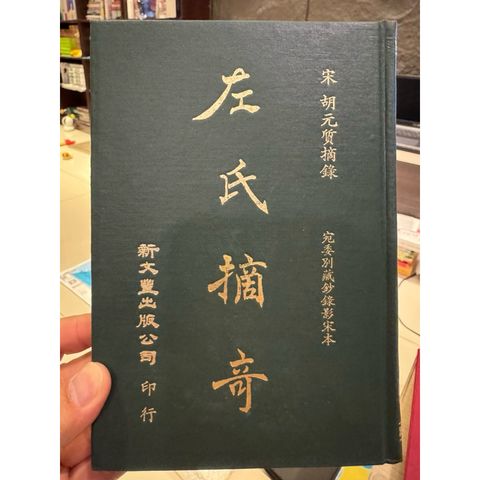 宋 胡元質摘錄
宛委別藏鈔錄影宋本
左氏摘奇
新文豐出版公司 印行